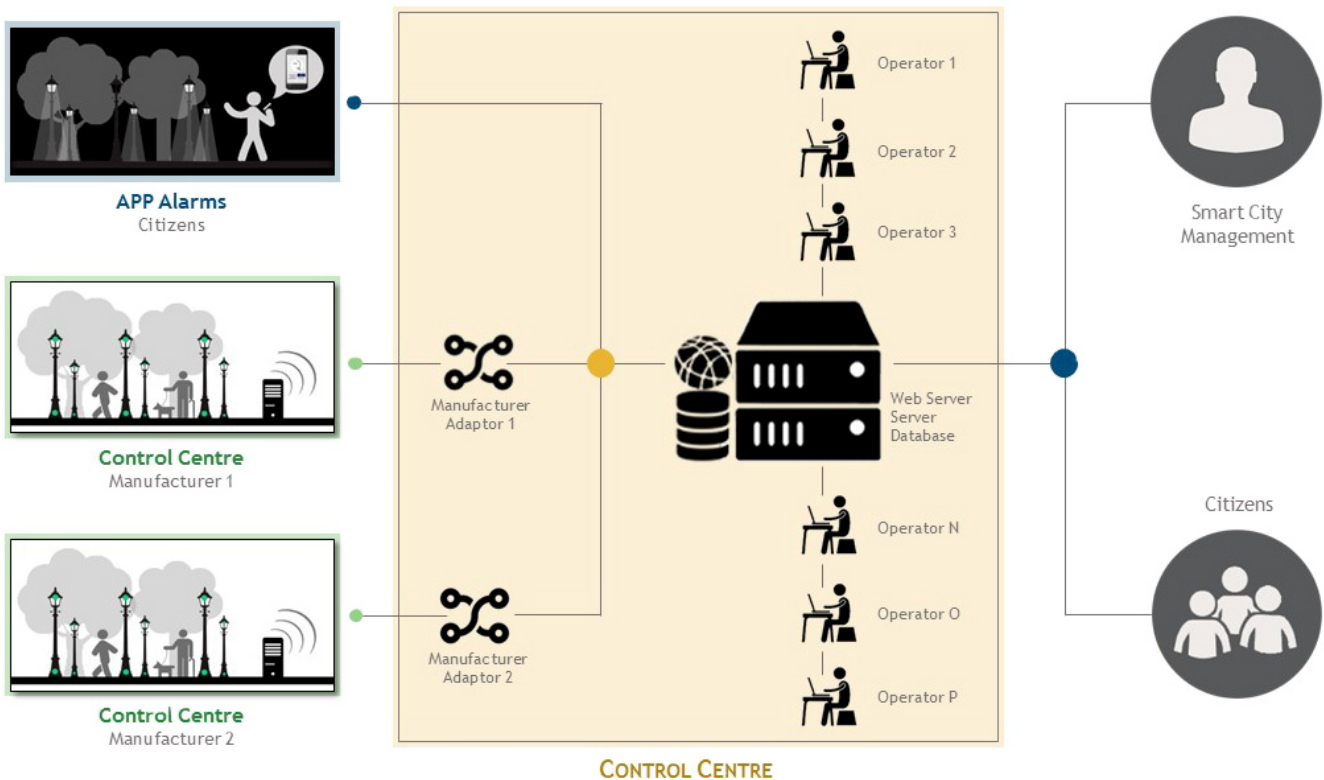 APP Alarms
Citizens
Control Centre
Manufacturer 1
Control Centre
Manufacturer 2
Manufacturer
Adaptor 1
Manufacturer
Adaptor 2
Operator 1
Operator 2
Operator 3
Web Server
Server
Database
Operator N
Operator O
Operator P
CONTROL CENTRE
Smart City
Management
Citizens